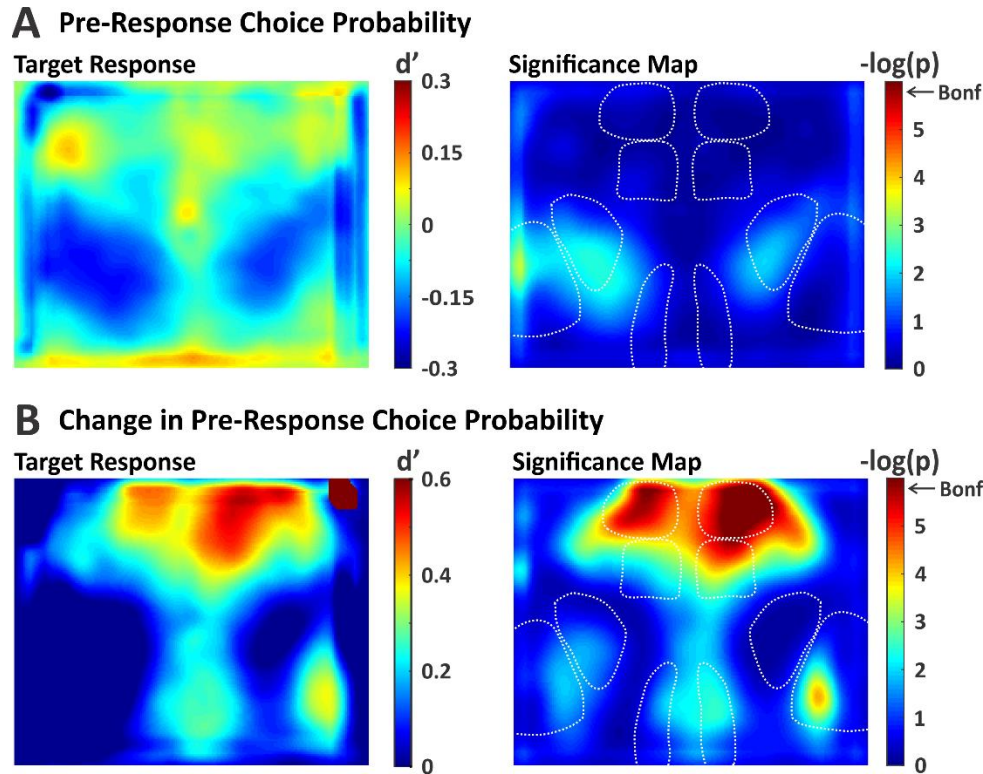 A Pre-Response Choice Probability
Target Response d'
0.3
0.15
0
-0.15
-0.3
Significance Map -log(p)
← Bonf
5
4
3
2
1
0
B Change in Pre-Response Choice Probability
Target Response d'
0.6
0.4
0.2
0
Significance Map -log(p)
← Bonf
5
4
3
2
1
0